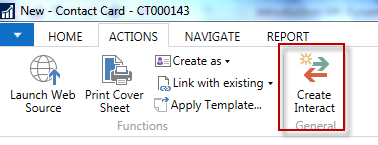 New - Contact Card - CT000143
HOME ACTIONS NAVIGATE REPORT
Launch Web Source
Print Cover Sheet
Create as
Link with existing
Apply Template...
Functions
Create Interact
General